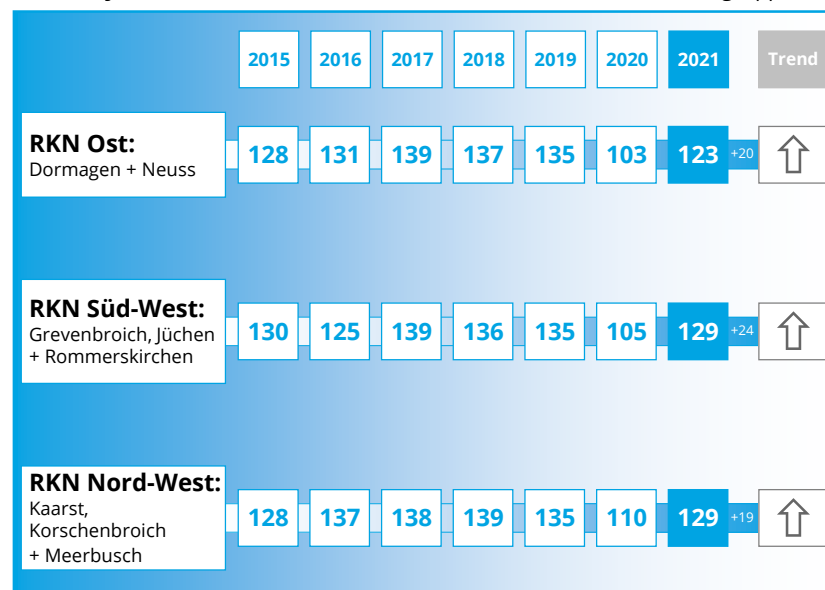 2015 2016 2017 2018 2019 2020 2021 Trend
RKN Ost:
Dormagen + Neuss
128 131 139 137 135 103 123 +20
RKN Süd-West:
Grevenbroich, Jüchen
+ Rommerskirchen
130 125 139 136 135 105 129 +24
RKN Nord-West:
Kaarst,
Korschenbroich
+ Meerbusch
128 137 138 139 135 110 129 +19